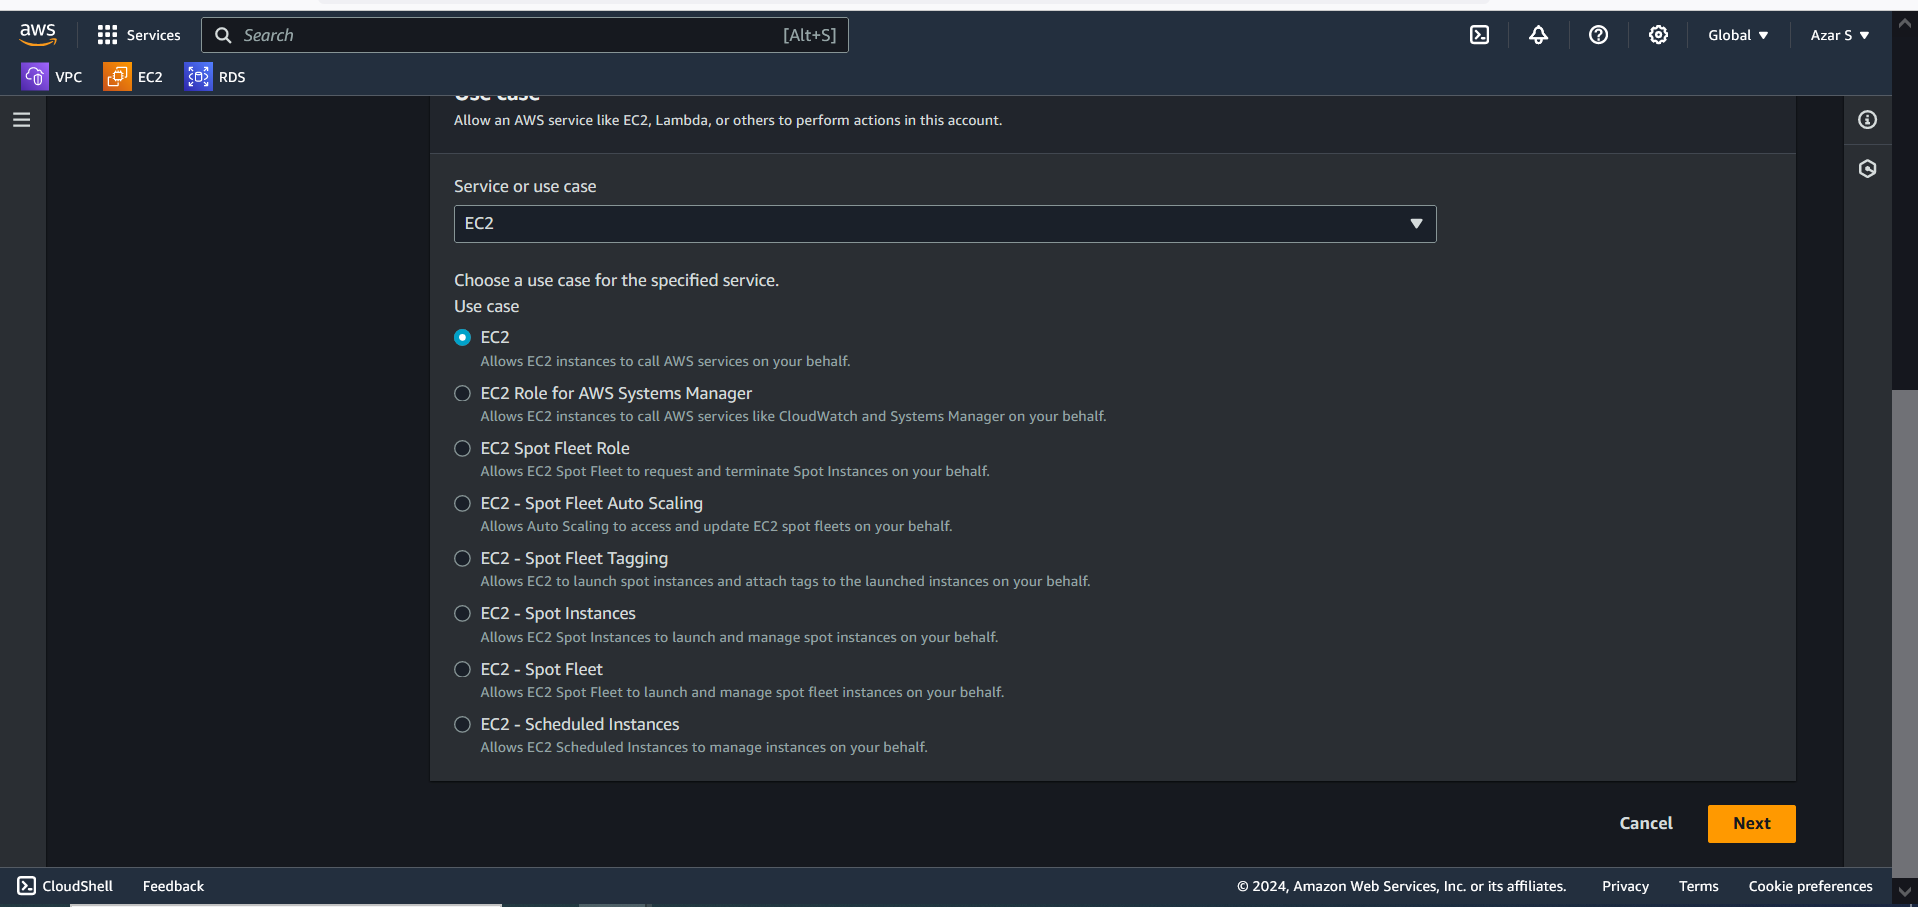 aws Services Search [Alt+S] Global Azar S
VPC EC2 RDS
Use case
Allow an AWS service like EC2, Lambda, or others to perform actions in this account.
Service or use case
EC2
Choose a use case for the specified service.
Use case
EC2
Allows EC2 instances to call AWS services on your behalf.
EC2 Role for AWS Systems Manager
Allows EC2 instances to call AWS services like CloudWatch and Systems Manager on your behalf.
EC2 Spot Fleet Role
Allows EC2 Spot Fleet to request and terminate Spot Instances on your behalf.
EC2 - Spot Fleet Auto Scaling
Allows Auto Scaling to access and update EC2 spot fleets on your behalf.
EC2 - Spot Fleet Tagging
Allows EC2 to launch spot instances and attach tags to the launched instances on your behalf.
EC2 - Spot Instances
Allows EC2 Spot Instances to launch and manage spot instances on your behalf.
EC2 - Spot Fleet
Allows EC2 Spot Fleet to launch and manage spot fleet instances on your behalf.
EC2 - Scheduled Instances
Allows EC2 Scheduled Instances to manage instances on your behalf.
Cancel Next
CloudShell Feedback © 2024, Amazon Web Services, Inc. or its affiliates. Privacy Terms Cookie preferences